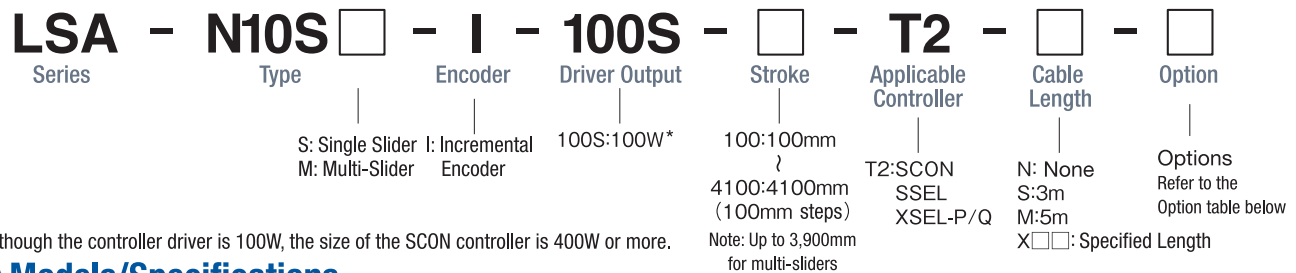 LSA - N10S□ - I - 100S - □ - T2 - □ - □
Series Type Encoder Driver Output Stroke Applicable Controller Cable Length Option
S: Single Slider
M: Multi-Slider
I: Incremental
Encoder
100S:100W*
100:100mm
~
4100:4100mm
(100mm steps)
Note: Up to 3,900mm
for multi-sliders
T2:SCON
SSEL
XSEL-P/Q
N: None
S:3m
M:5m
X□□: Specified Length
Options
Refer to the
Option table below
though the controller driver is 100W, the size of the SCON controller is 400W or more.
Models/Specifications